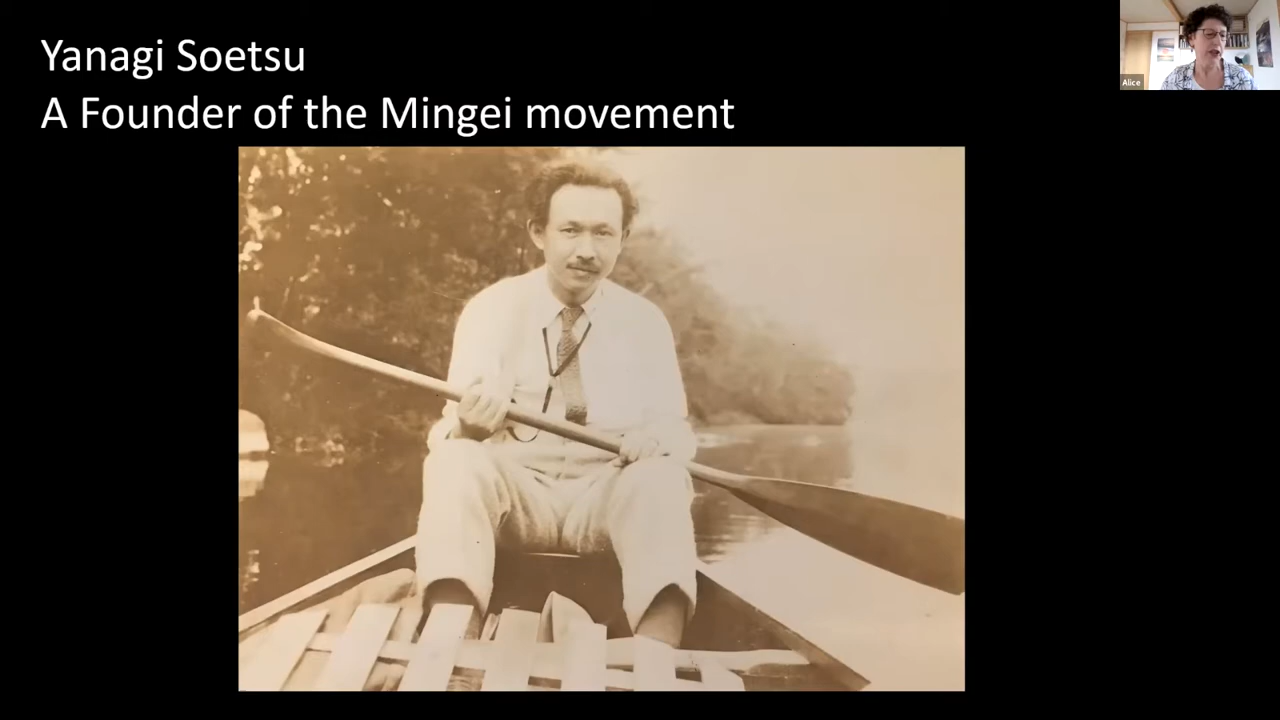 Yanagi Soetsu
A Founder of the Mingei movement
Alice